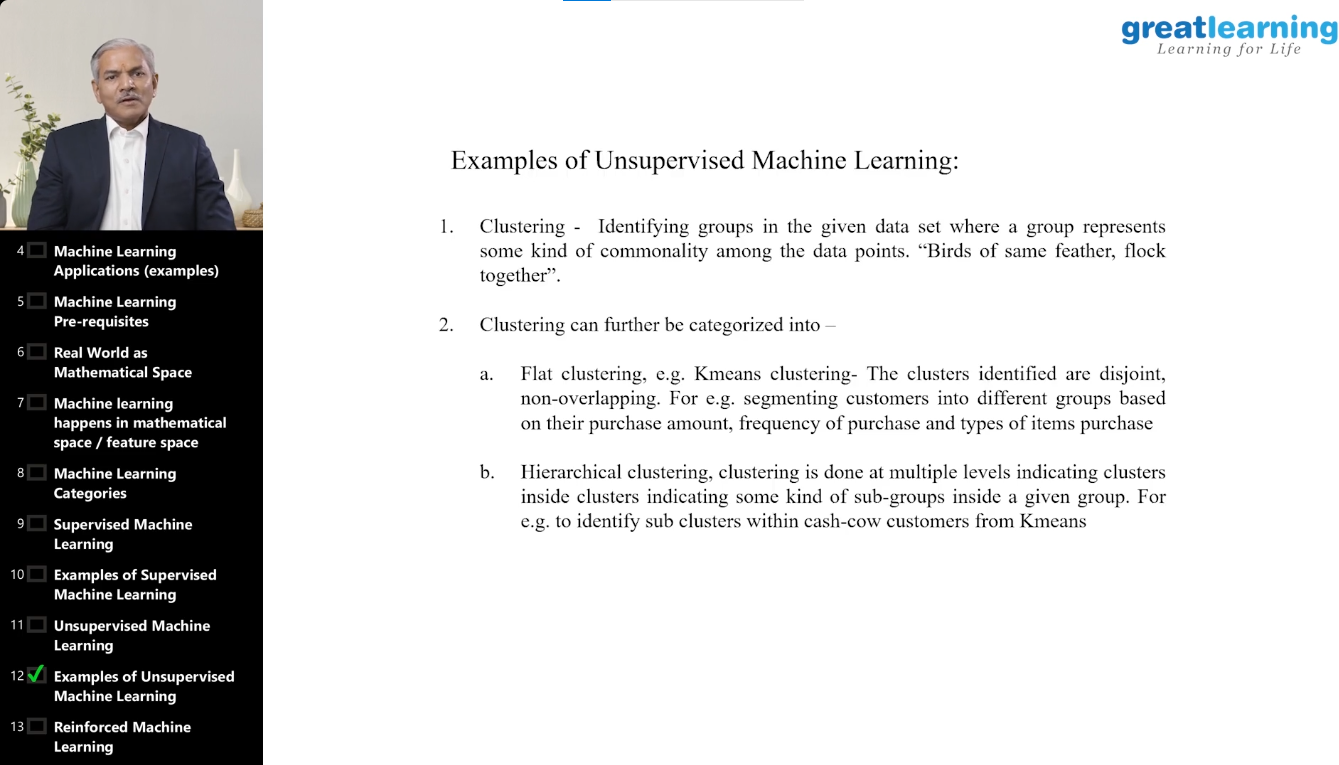 greatlearning
Learning for Life
Examples of Unsupervised Machine Learning:
1. Clustering - Identifying groups in the given data set where a group represents
some kind of commonality among the data points. “Birds of same feather, flock
together”.
2. Clustering can further be categorized into –
a. Flat clustering, e.g. Kmeans clustering- The clusters identified are disjoint,
non-overlapping. For e.g. segmenting customers into different groups based
on their purchase amount, frequency of purchase and types of items purchase
b. Hierarchical clustering, clustering is done at multiple levels indicating clusters
inside clusters indicating some kind of sub-groups inside a given group. For
e.g. to identify sub clusters within cash-cow customers from Kmeans
4 Machine Learning
Applications (examples)
5 Machine Learning
Pre-requisites
6 Real World as
Mathematical Space
7 Machine learning
happens in mathematical
space / feature space
8 Machine Learning
Categories
9 Supervised Machine
Learning
10 Examples of Supervised
Machine Learning
11 Unsupervised Machine
Learning
12 Examples of Unsupervised
Machine Learning
13 Reinforced Machine
Learning